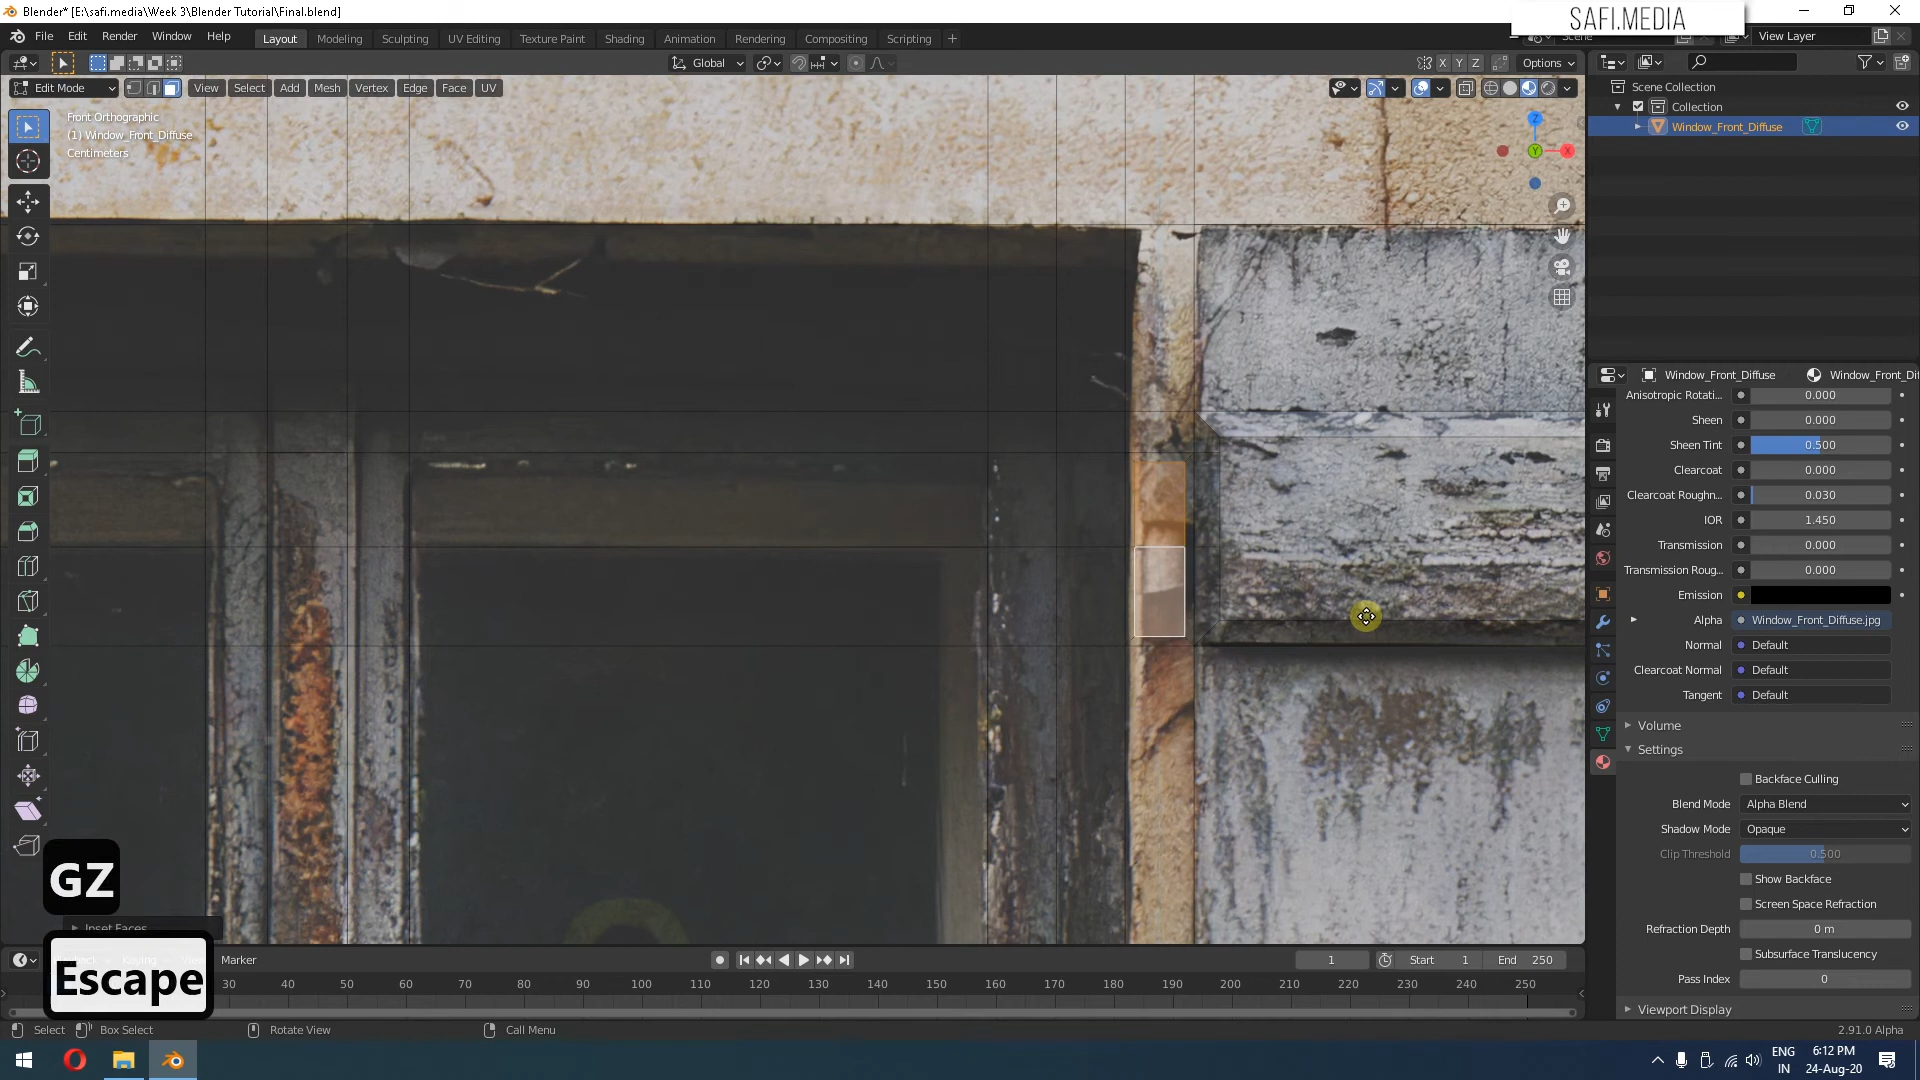 Blender* [E:\safi.media\Week 3\Blender Tutorial\Final.blend]
SAFI.MEDIA
File Edit Render Window Help
Layout Modeling Sculpting UV Editing Texture Paint Shading Animation Rendering Compositing Scripting +
Scene
View Layer
Global
X Y Z
Options
Edit Mode View Select Add Mesh Vertex Edge Face UV
Front Orthographic
(1) Window_Front_Diffuse
Centimeters
Z
Y
X
Scene Collection
Collection
Window_Front_Diffuse
Window_Front_Diffuse Window_Front_Di
Anisotropic Rotati... 0.000
Sheen 0.000
Sheen Tint 0.500
Clearcoat 0.000
Clearcoat Roughn... 0.030
IOR 1.450
Transmission 0.000
Transmission Roug... 0.000
Emission
Alpha Window_Front_Diffuse.jpg
Normal Default
Clearcoat Normal Default
Tangent Default
Volume
Settings
Backface Culling
Blend Mode Alpha Blend
Shadow Mode Opaque
Clip Threshold 0.500
Show Backface
Screen Space Refraction
Refraction Depth 0 m
Subsurface Translucency
Pass Index 0
Viewport Display
GZ
Inset Faces
Escape
Marker
1 Start 1 End 250
30 40 50 60 70 80 90 100 110 120 130 140 150 160 170 180 190 200 210 220 230 240 250
Select Box Select Rotate View Call Menu
2.91.0 Alpha
ENG
IN
6:12 PM
24-Aug-20